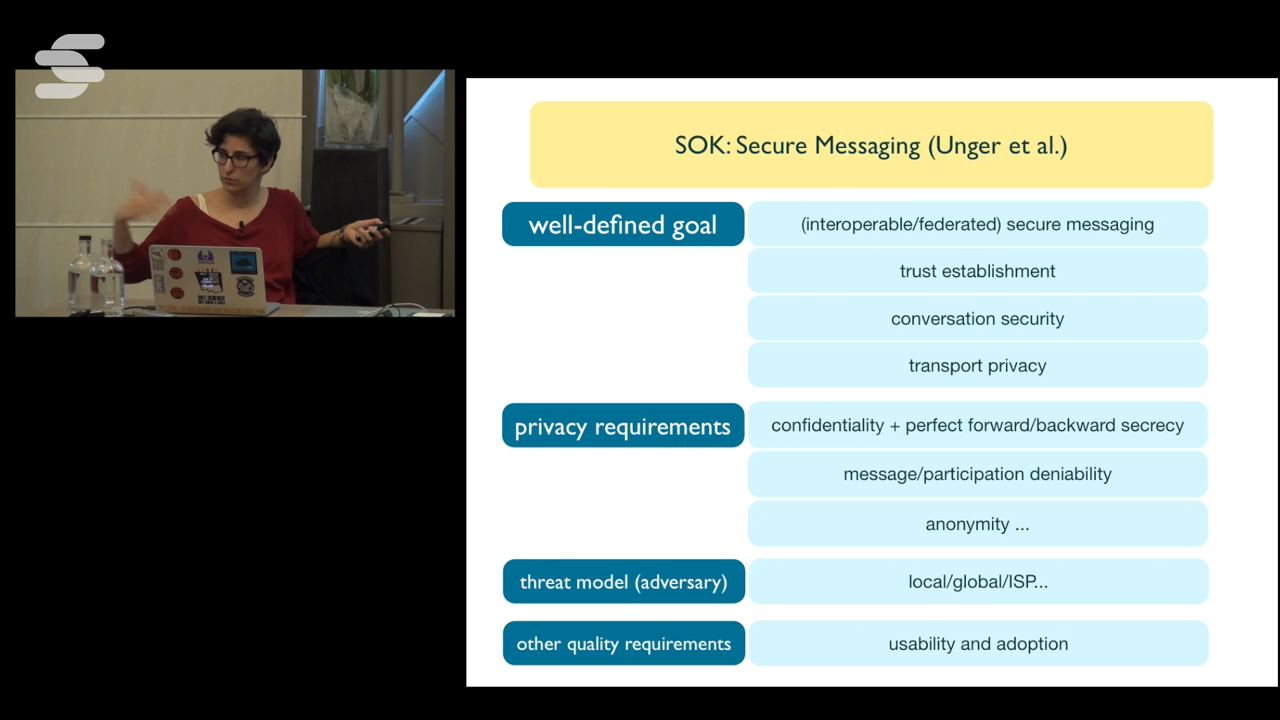 SOK: Secure Messaging (Unger et al.)
well-defined goal
(interoperable/federated) secure messaging
trust establishment
conversation security
transport privacy
privacy requirements
confidentiality + perfect forward/backward secrecy
message/participation deniability
anonymity ...
threat model (adversary)
local/global/ISP...
other quality requirements
usability and adoption